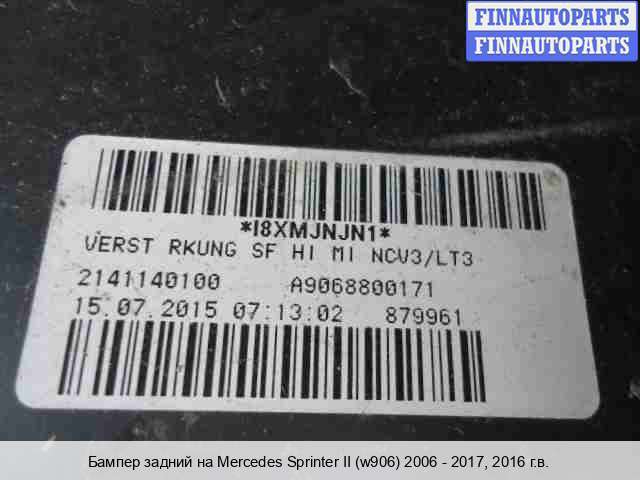 FINNAUTOPARTS
FINNAUTOPARTS
*I8XMJNJN1*
VERST RKUNG SF HI MI NCV3/LT3
2141140100 A9068800171
15.07.2015 07:13:02 879961
Бампер задний на Mercedes Sprinter II (w906) 2006 - 2017, 2016 г.в.